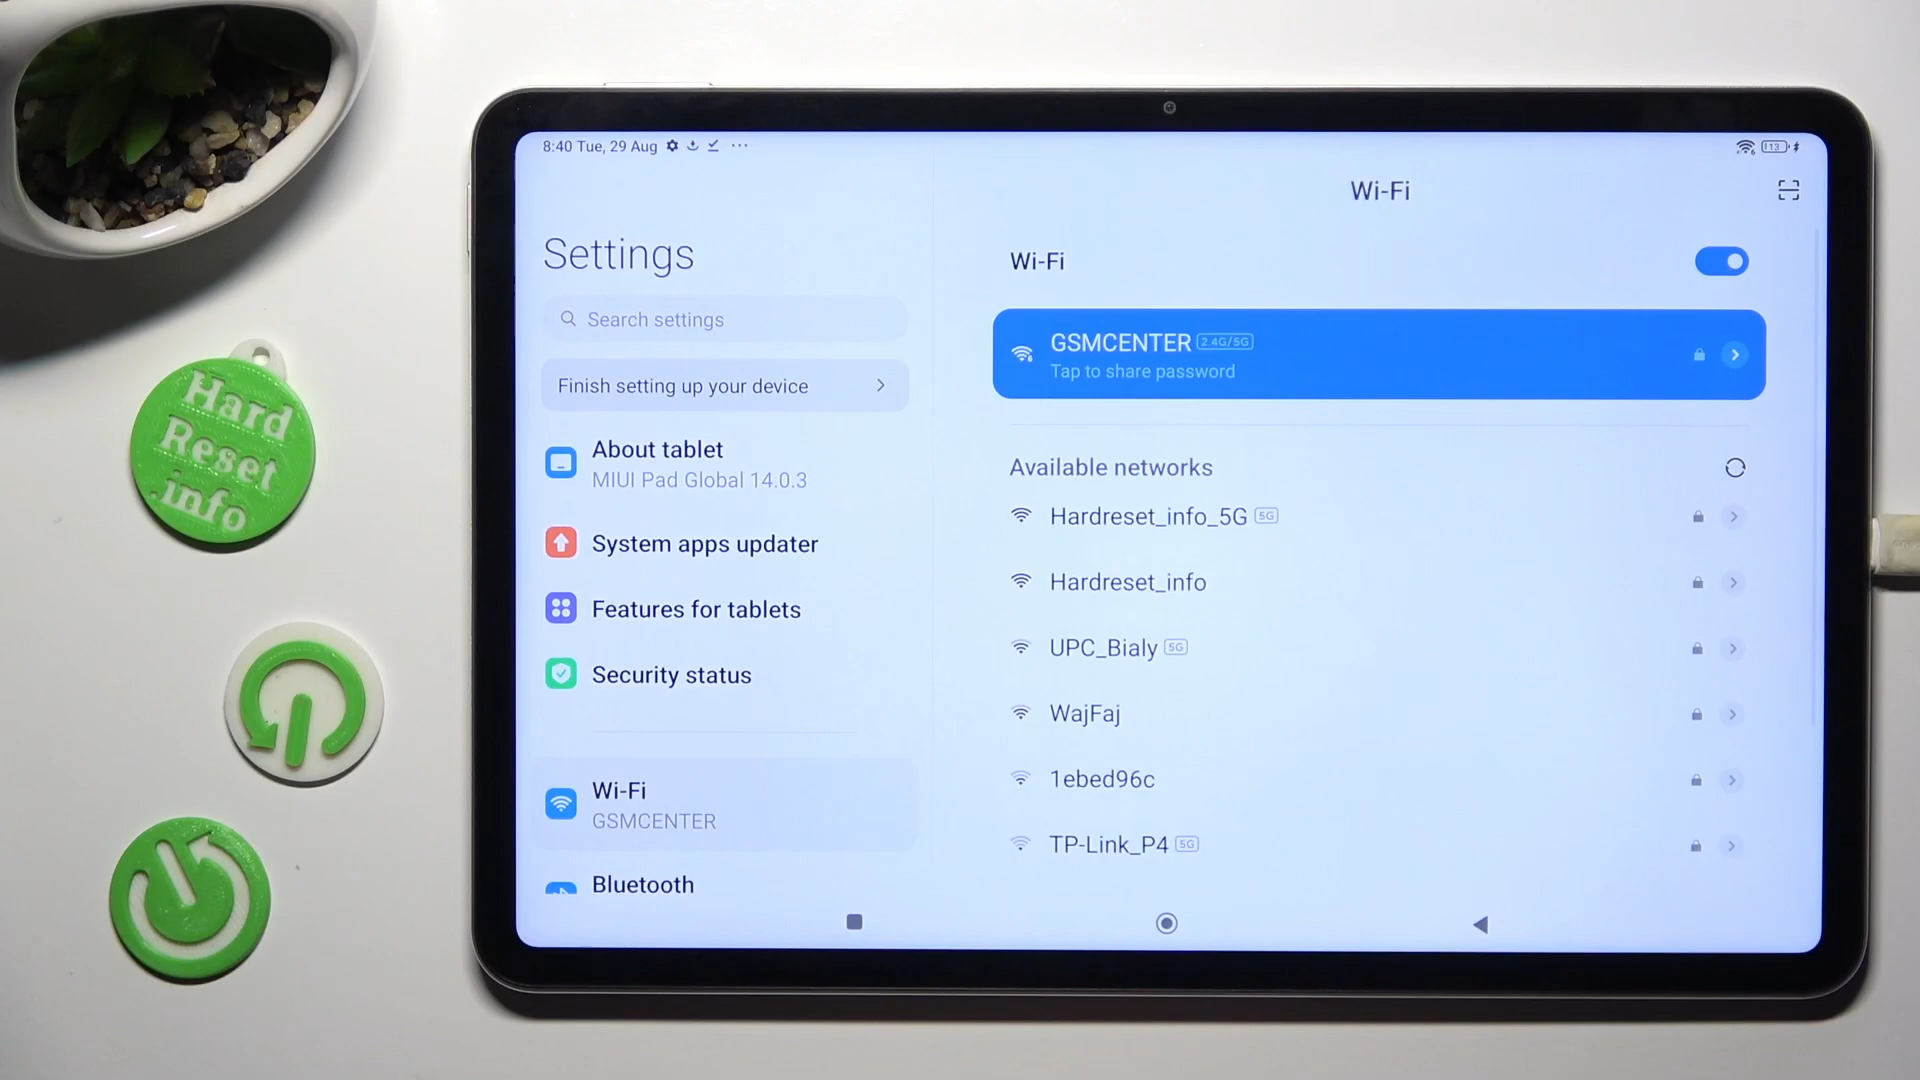 Hard
Reset
.info
8:40 Tue, 29 Aug
13
Settings
Search settings
Finish setting up your device
About tablet
MIUI Pad Global 14.0.3
System apps updater
Features for tablets
Security status
Wi-Fi
GSMCENTER
Bluetooth
Wi-Fi
Wi-Fi
GSMCENTER 2.4G/5G
Tap to share password
Available networks
Hardreset_info_5G 5G
Hardreset_info
UPC_Bialy 5G
WajFaj
1ebed96c
TP-Link_P4 5G